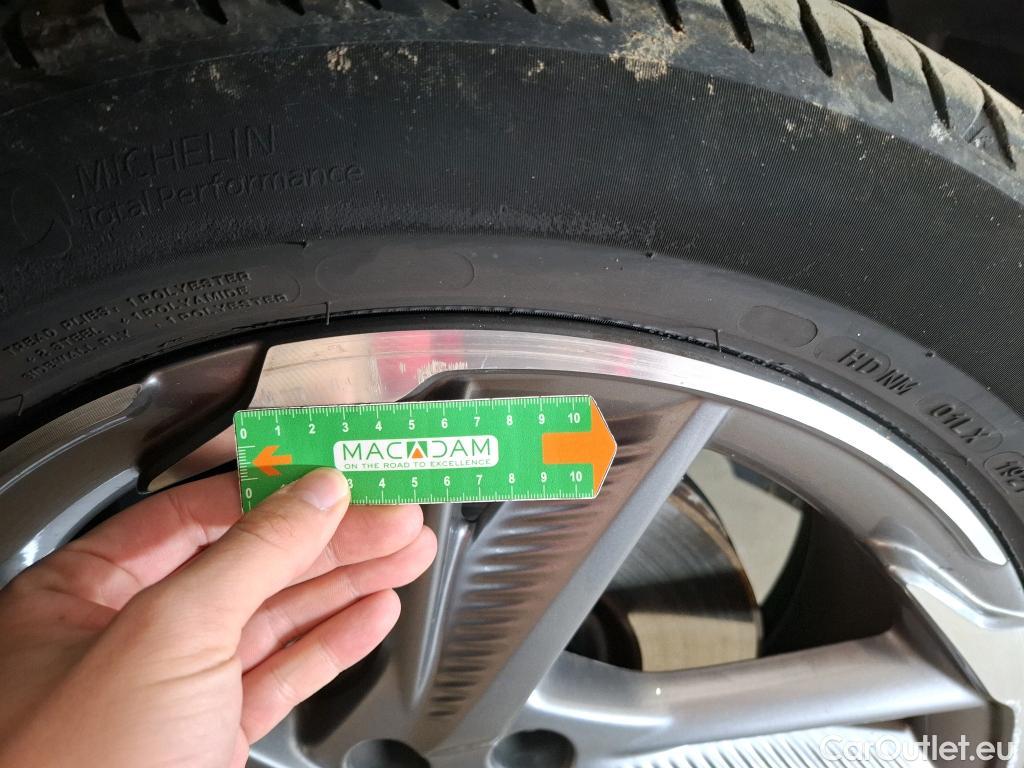 MICHELIN
Total Performance
TREAD PLIES: 1 POLYESTER
+ 2 STEEL + 1 POLYAMIDE
SIDEWALL PLY : 1 POLYESTER
HD NM
01LX
0 1 2 3 4 5 6 7 8 9 10
MACADAM
ON THE ROAD TO EXCELLENCE
0 3 4 5 6 7 8 9 10
CarOutlet.eu